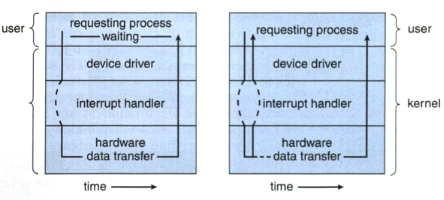 user
requesting process
waiting
device driver
interrupt handler
hardware
data transfer
time
requesting process
device driver
interrupt handler
hardware
data transfer
time
user
kernel